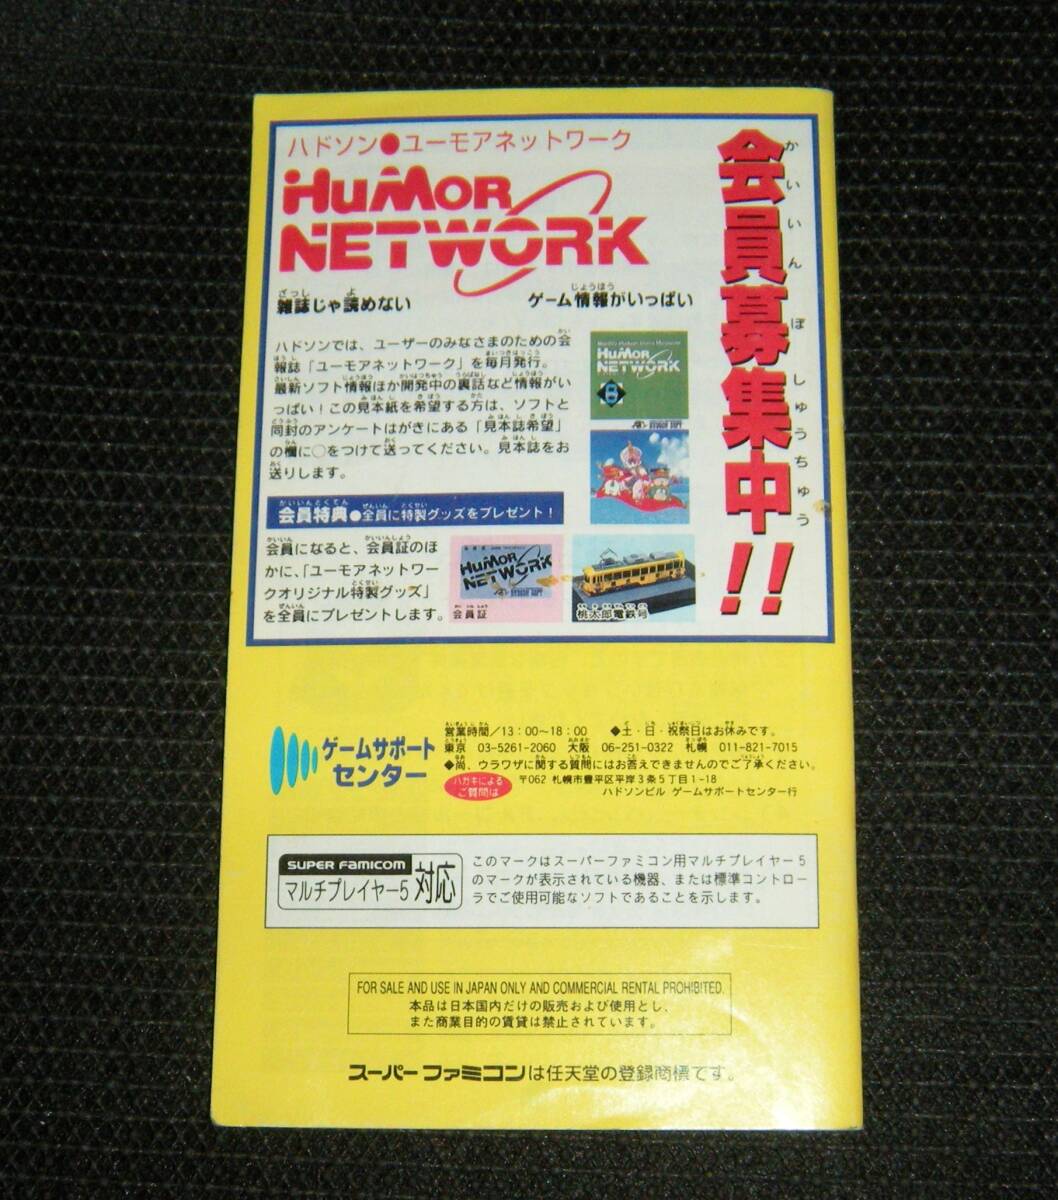 ハドソン●ユーモアネットワーク
HuMOR
NETWORK
会員募集中!!
かいいんぼしゅうちゅう
雑誌じゃ読めない
ゲーム情報がいっぱい
ハドソンでは、ユーザーのみなさまのための会
報誌「ユーモアネットワーク」を毎月発行。
最新ソフト情報ほか開発中の裏話など情報がい
っぱい！この見本紙を希望する方は、ソフトと
同封のアンケートはがきにある「見本誌希望」
の欄に○をつけて送ってください。見本誌をお
送りします。
HuMOR
NETWORK
会員特典●全員に特製グッズをプレゼント！
会員になると、会員証のほ
かに、「ユーモアネットワー
クオリジナル特製グッズ」
を全員にプレゼントします。
HuMOR
NETWORK
HUDSON SOFT
会員証
桃太郎電鉄号
ゲームサポート
センター
営業時間/13：00〜18：00 ◆土・日・祝祭日はお休みです。
東京 03-5261-2060 大阪 06-251-0322 札幌 011-821-7015
◆尚、ウラワザに関する質問にはお答えできませんのでご了承ください。
ハガキによる
ご質問は
〒062 札幌市豊平区平岸3条5丁目1-18
ハドソンビル ゲームサポートセンター行
SUPER FAMICOM
マルチプレイヤー5 対応
このマークはスーパーファミコン用マルチプレイヤー5
のマークが表示されている機器、または標準コントロー
ラでご使用可能なソフトであることを示します。
FOR SALE AND USE IN JAPAN ONLY AND COMMERCIAL RENTAL PROHIBITED.
本品は日本国内だけの販売および使用とし、
また商業目的の賃貸は禁止されています。
スーパーファミコンは任天堂の登録商標です。